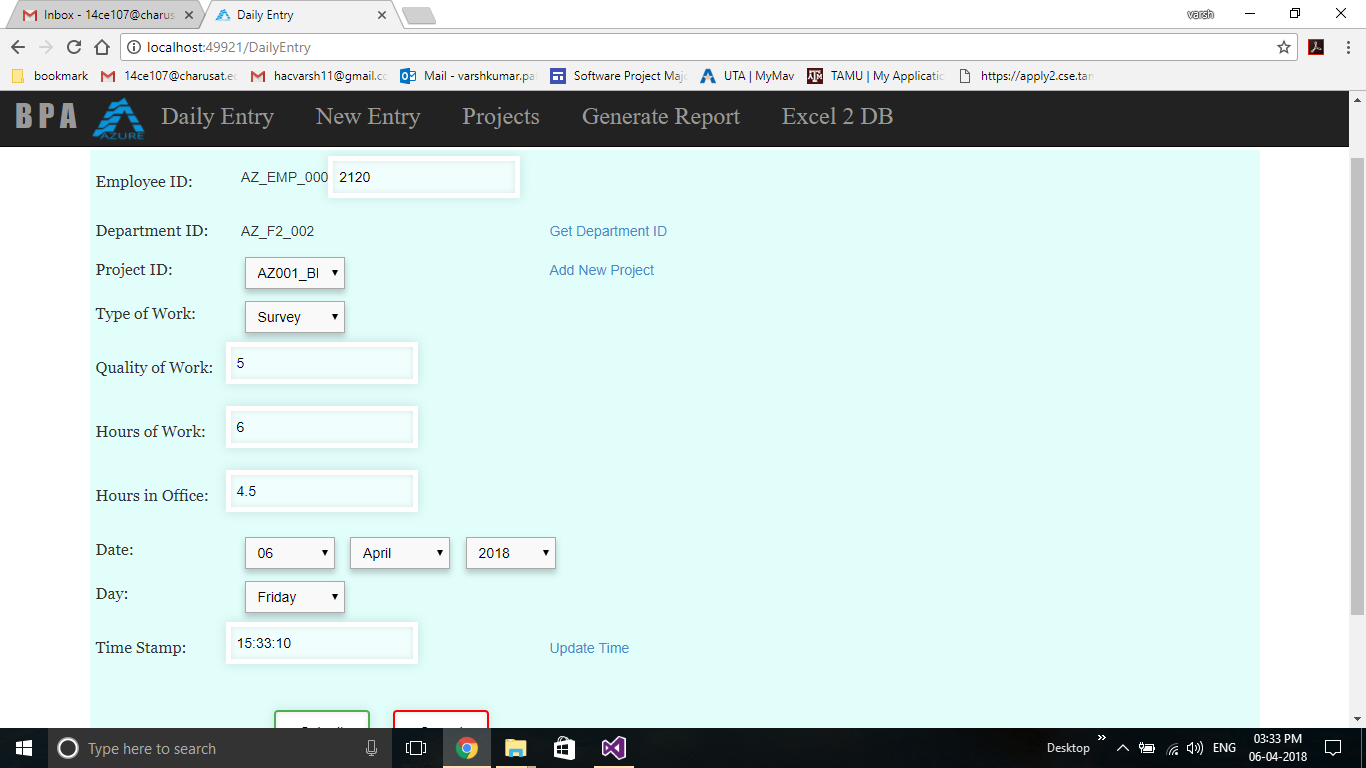 Inbox - 14ce107@charus
Daily Entry
varsh
localhost:49921/DailyEntry
bookmark
14ce107@charusat.ec
hacvarsh11@gmail.cc
Mail - varshkumar.pa
Software Project Maj
UTA | MyMav
TAMU | My Applicatic
https://apply2.cse.tan
BPA
AZURE
Daily Entry
New Entry
Projects
Generate Report
Excel 2 DB
Employee ID: AZ_EMP_000 2120
Department ID: AZ_F2_002 Get Department ID
Project ID: AZ001_Bl Add New Project
Type of Work: Survey
Quality of Work: 5
Hours of Work: 6
Hours in Office: 4.5
Date: 06 April 2018
Day: Friday
Time Stamp: 15:33:10 Update Time
Type here to search
Desktop
ENG
03:33 PM
06-04-2018